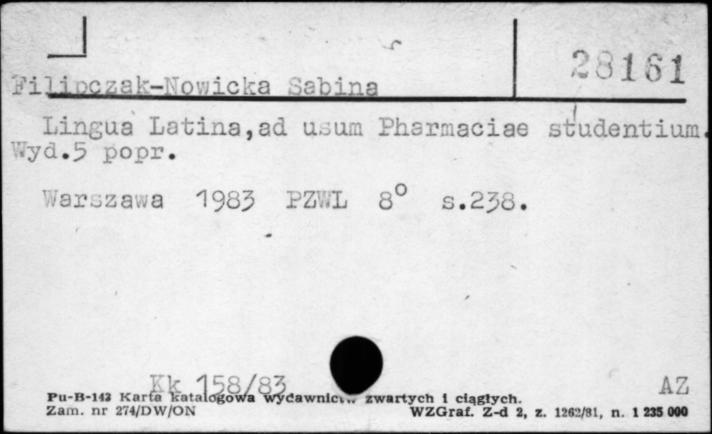 28161
Filipczak-Nowicka Sabina
Lingua Latina,ad usum Pharmaciae studentium.
Wyd.5 popr.
Warszawa 1983 PZWL 8° s.238.
Kk 158/83 AZ
Pu-B-143 Karta katalogowa wydawnictw zwartych i ciągłych.
Zam. nr 274/DW/ON WZGraf. Z-d 2, z. 1262/81, n. 1 235 000